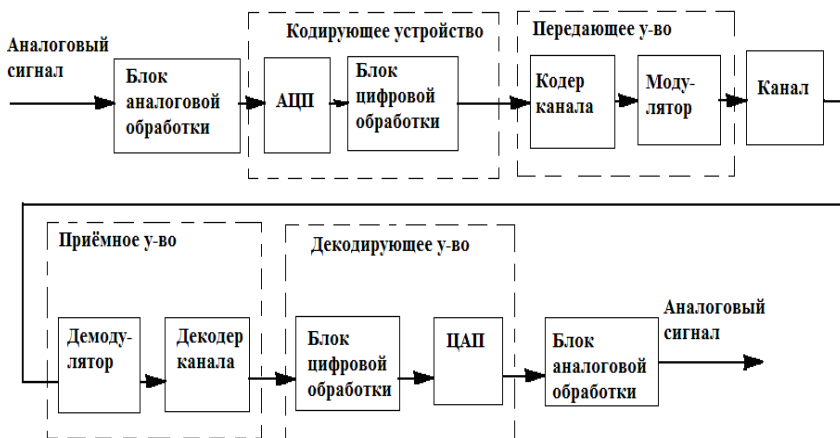 Аналоговый
сигнал
Блок
аналоговой
обработки
Кодирующее устройство
АЦП
Блок
цифровой
обработки
Передающее у-во
Кодер
канала
Моду-
лятор
Канал
Приёмное у-во
Демоду-
лятор
Декодер
канала
Декодирующее у-во
Блок
цифровой
обработки
ЦАП
Блок
аналоговой
обработки
Аналоговый
сигнал